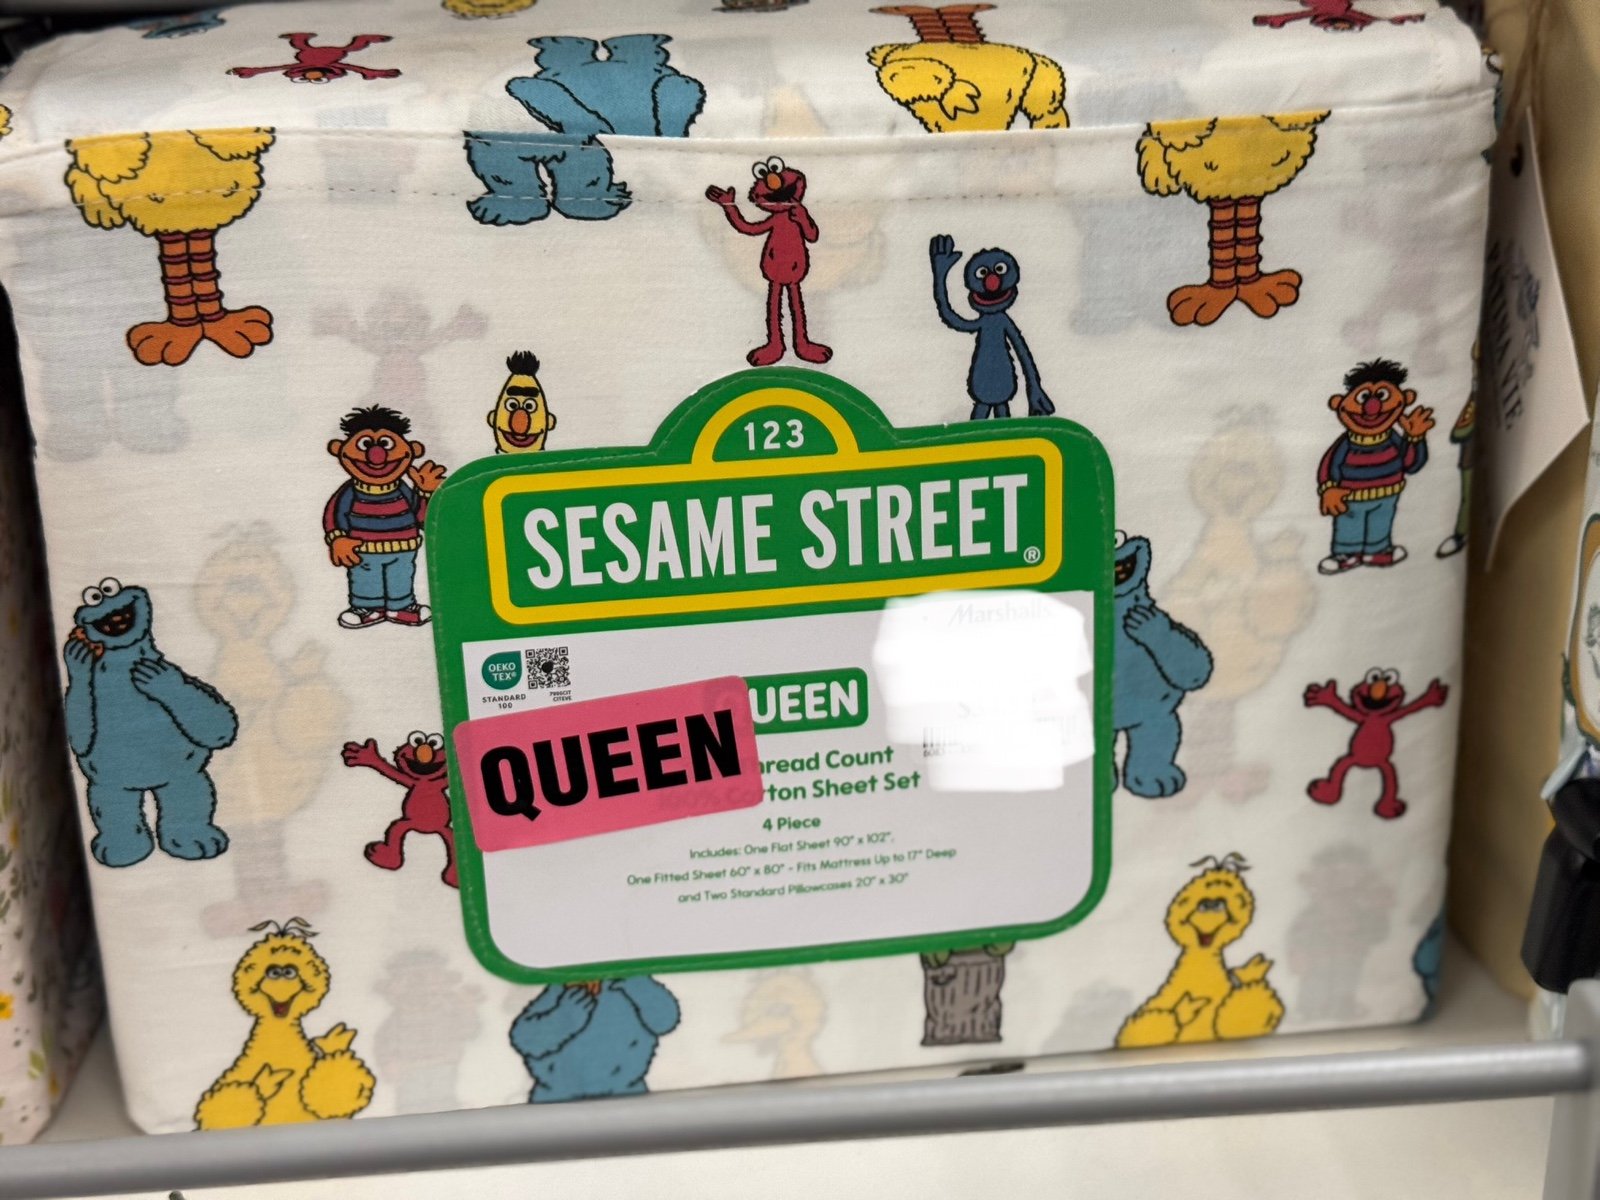 123
SESAME STREET®
Marshalls
OEKO
TEX®
STANDARD
100
CITEVE
QUEEN
UEEN
hread Count
tton Sheet Set
4 Piece
Includes: One Flat Sheet 90" x 102",
One Fitted Sheet 60" x 80" - Fits Mattress Up to 17" Deep
and Two Standard Pillowcases 20" x 30"